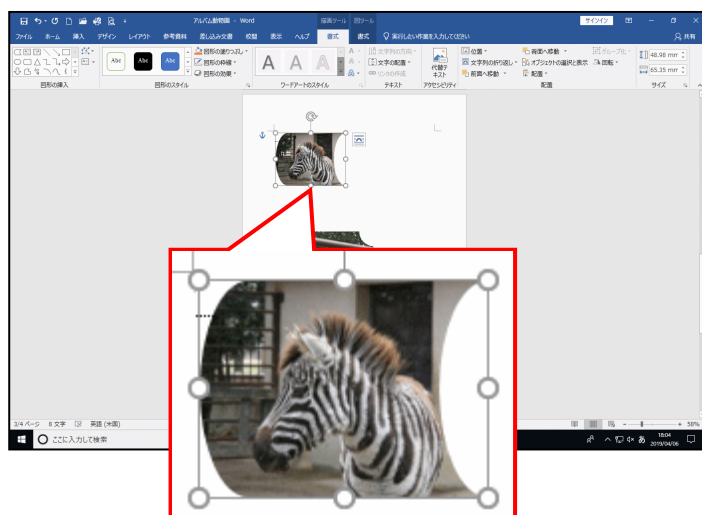 アルバム動物園 - Word
描画ツール 図ツール
サインイン
ファイル ホーム 挿入 デザイン レイアウト 参考資料 差し込み文書 校閲 表示 ヘルプ 書式 書式 実行したい作業を入力してください 共有
Abc Abc Abc
図形の塗りつぶし
図形の枠線
図形の効果
A A A
文字列の方向
文字の配置
リンクの作成
代替テ
キスト
位置
文字列の折り返し
前面へ移動
背面へ移動
オブジェクトの選択と表示
配置
グループ化
回転
48.98 mm
65.35 mm
図形の挿入 図形のスタイル ワードアートのスタイル テキスト アクセシビリティ 配置 サイズ
3/4 ページ 8 文字 英語 (米国) 58%
ここに入力して検索
あ
18:04
2019/04/06